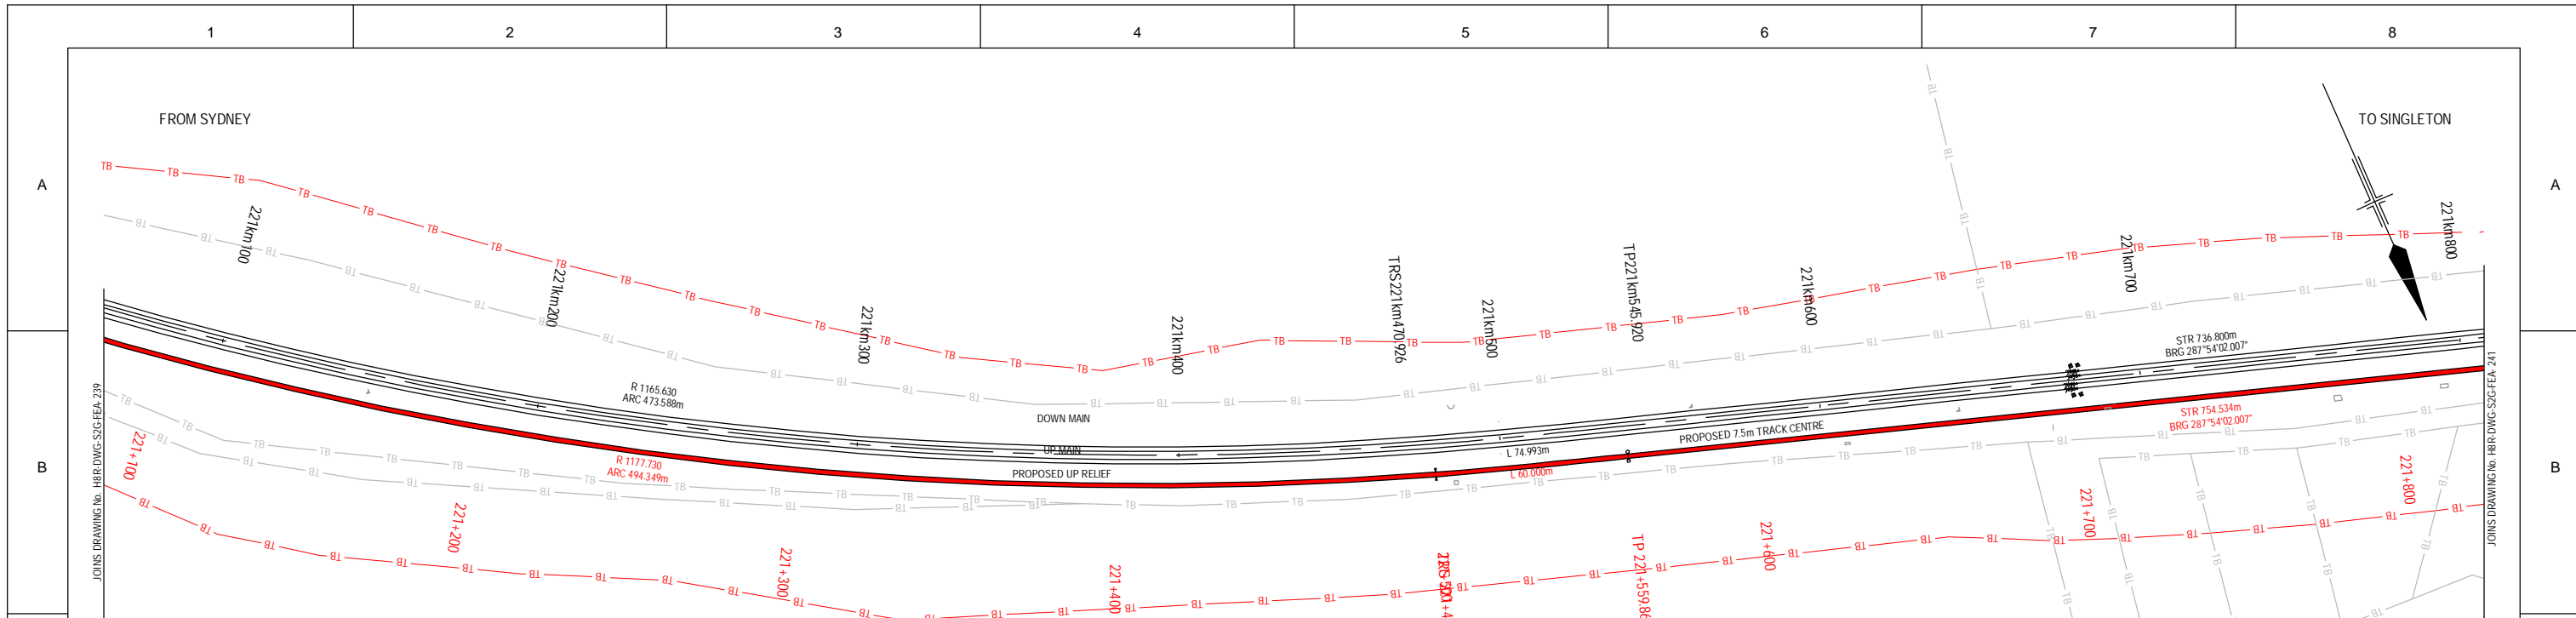 1 2 3 4 5 6 7 8
FROM SYDNEY
TO SINGLETON
A
A
B
B
221km100
221km200
221km300
221km400
TRS221km470.926
221km500
TP221km545.920
221km600
221km700
221km800
STR 736.800m
BRG 287°54'02.007"
R 1165.630
ARC 473.588m
DOWN MAIN
UP MAIN
PROPOSED UP RELIEF
L 74.993m
L 60.000m
PROPOSED 7.5m TRACK CENTRE
STR 754.534m
BRG 287°54'02.007"
R 1177.730
ARC 494.349m
JOINS DRAWING No. H8R-DWG-S2G-FEA-239
JOINS DRAWING No. H8R-DWG-S2G-FEA-241
221+100
221+200
221+300
221+400
TP 221+559.86
221+600
221+700
221+800
TB